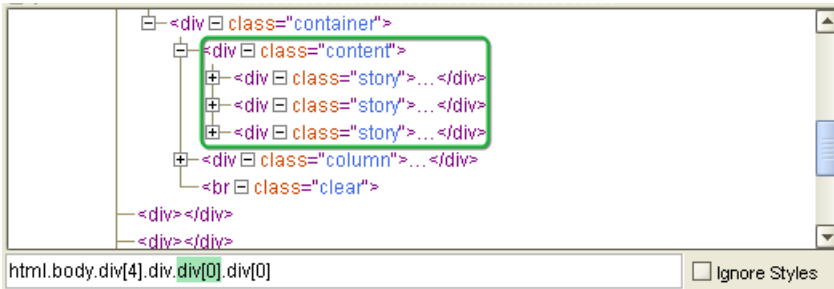 <div class="container">
<div class="content">
<div class="story">...</div>
<div class="story">...</div>
<div class="story">...</div>
<div class="column">...</div>
<br class="clear">
<div></div>
<div></div>
html.body.div[4].div.div[0].div[0]
Ignore Styles